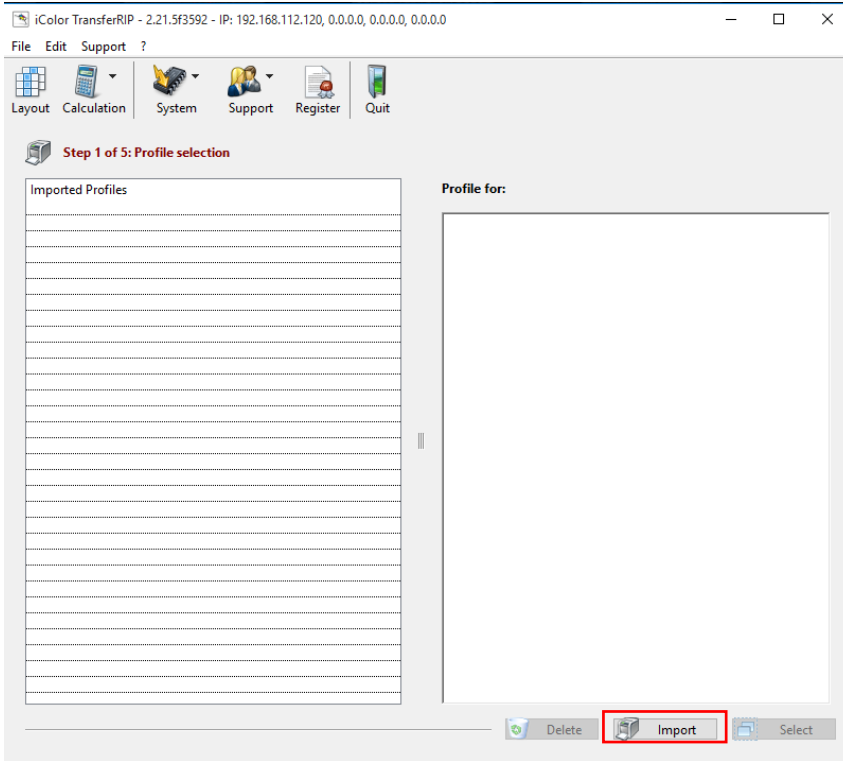 iColor TransferRIP - 2.21.5f3592 - IP: 192.168.112.120, 0.0.0.0, 0.0.0.0, 0.0.0.0
File Edit Support ?
Layout Calculation System Support Register Quit
Step 1 of 5: Profile selection
Imported Profiles
Profile for:
Delete Import Select